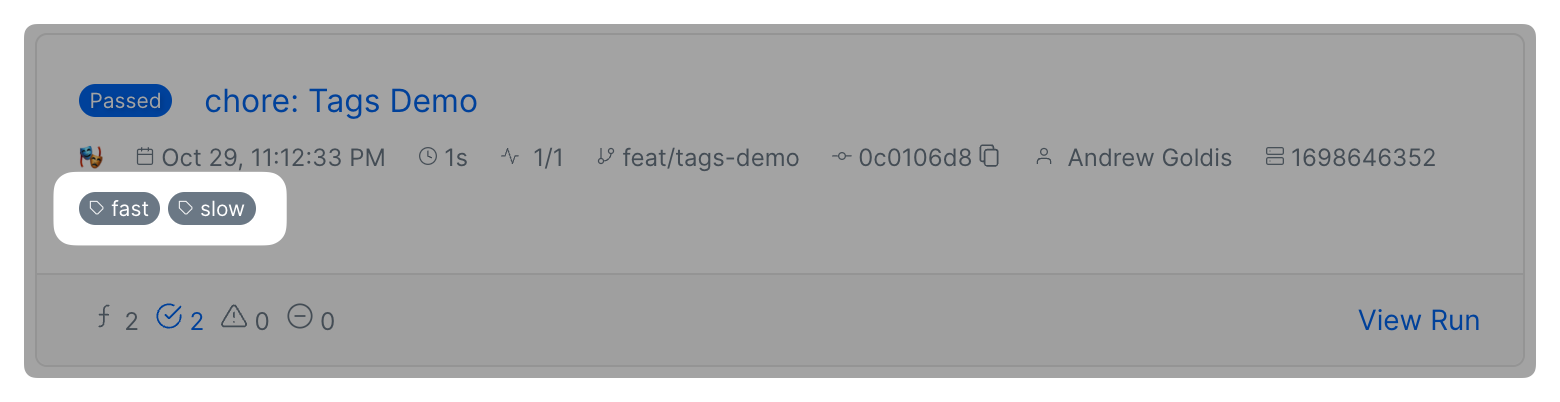 Passed chore: Tags Demo
Oct 29, 11:12:33 PM 1s 1/1 feat/tags-demo 0c0106d8 Andrew Goldis 1698646352
fast slow
2 2 0 0 View Run